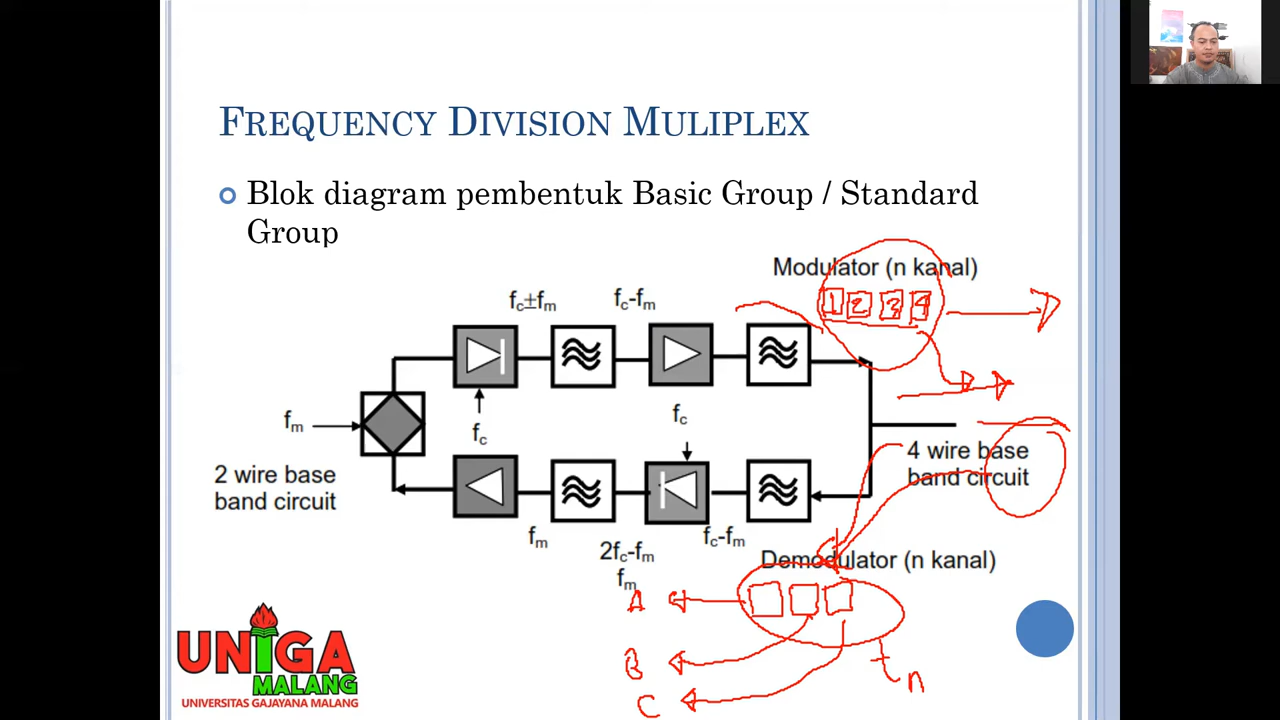 FREQUENCY DIVISION MULIPLEX
Blok diagram pembentuk Basic Group / Standard
Group
Modulator (n kanal)
1 2 3 4
fc±fm
fc-fm
fm
fc
fc
2 wire base
band circuit
4 wire base
band circuit
fm
2fc-fm
fm
fc-fm
Demodulator (n kanal)
A
B
C
tn
UNIGA
MALANG
UNIVERSITAS GAJAYANA MALANG